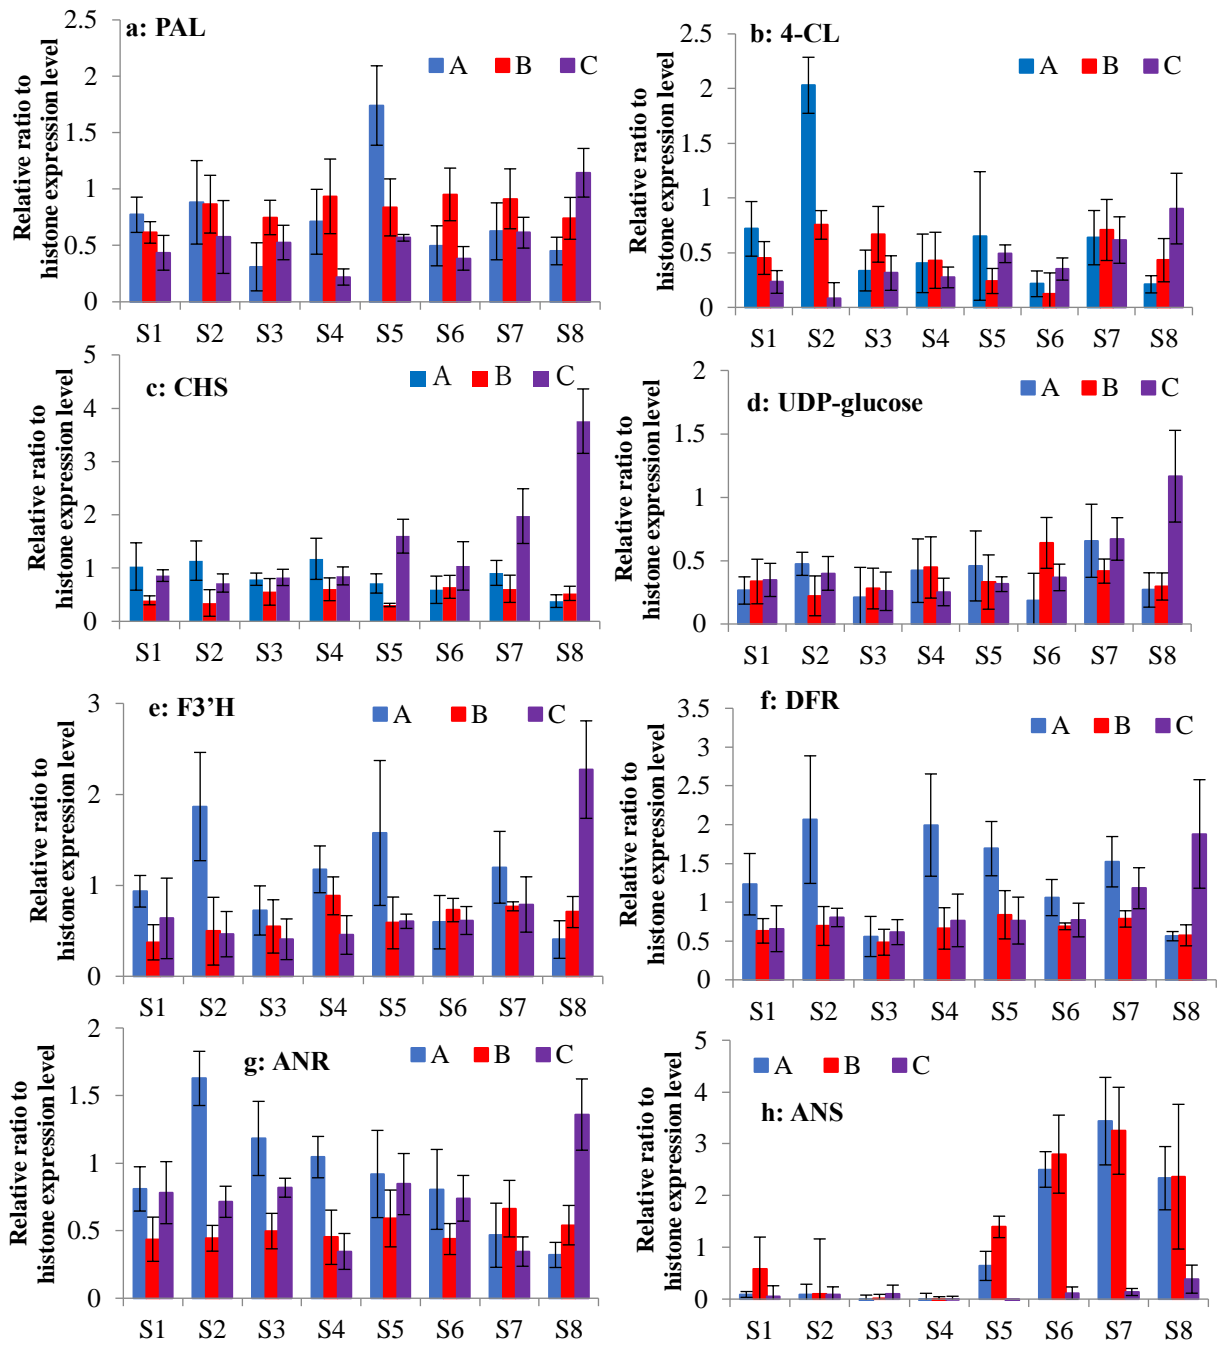 a: PAL
A B C
Relative ratio to
histone expression level
2.5
2
1.5
1
0.5
0
S1 S2 S3 S4 S5 S6 S7 S8
b: 4-CL
A B C
Relative ratio to
histone expression level
2.5
2
1.5
1
0.5
0
S1 S2 S3 S4 S5 S6 S7 S8
c: CHS
A B C
Relative ratio to
histone expression level
5
4
3
2
1
0
S1 S2 S3 S4 S5 S6 S7 S8
d: UDP-glucose
A B C
Relative ratio to
histone expression level
2
1.5
1
0.5
0
S1 S2 S3 S4 S5 S6 S7 S8
e: F3’H
A B C
Relative ratio to
histone expression level
3
2
1
0
S1 S2 S3 S4 S5 S6 S7 S8
f: DFR
A B C
Relative ratio to
histone expression level
3.5
3
2.5
2
1.5
1
0.5
0
S1 S2 S3 S4 S5 S6 S7 S8
g: ANR
A B C
Relative ratio to
histone expression level
2
1.5
1
0.5
0
S1 S2 S3 S4 S5 S6 S7 S8
h: ANS
A B C
Relative ratio to
histone expression level
5
4
3
2
1
0
S1 S2 S3 S4 S5 S6 S7 S8